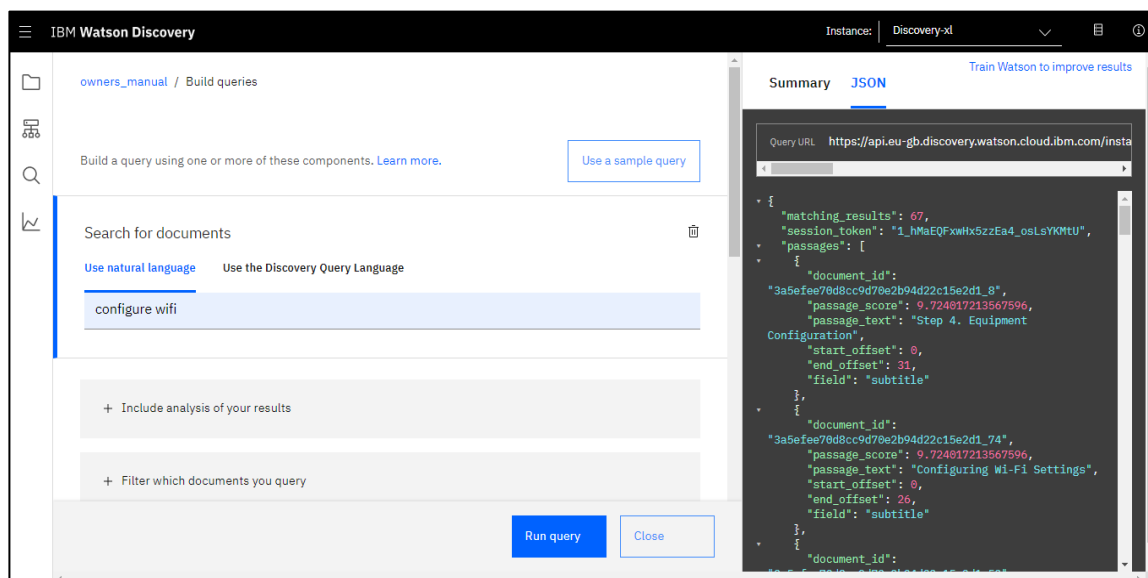 IBM Watson Discovery
Instance: Discovery-xl
owners_manual / Build queries
Build a query using one or more of these components. Learn more.
Use a sample query
Search for documents
Use natural language Use the Discovery Query Language
configure wifi
+ Include analysis of your results
+ Filter which documents you query
Run query Close
Train Watson to improve results
Summary JSON
Query URL https://api.eu-gb.discovery.watson.cloud.ibm.com/insta
{
"matching_results": 67,
"session_token": "1_hMaEQFxwHx5zzEa4_osLsYKMtU",
"passages": [
{
"document_id":
"3a5efee70d8cc9d70e2b94d22c15e2d1_8",
"passage_score": 9.724017213567596,
"passage_text": "Step 4. Equipment
Configuration",
"start_offset": 0,
"end_offset": 31,
"field": "subtitle"
},
{
"document_id":
"3a5efee70d8cc9d70e2b94d22c15e2d1_74",
"passage_score": 9.724017213567596,
"passage_text": "Configuring Wi-Fi Settings",
"start_offset": 0,
"end_offset": 26,
"field": "subtitle"
},
{
"document_id":